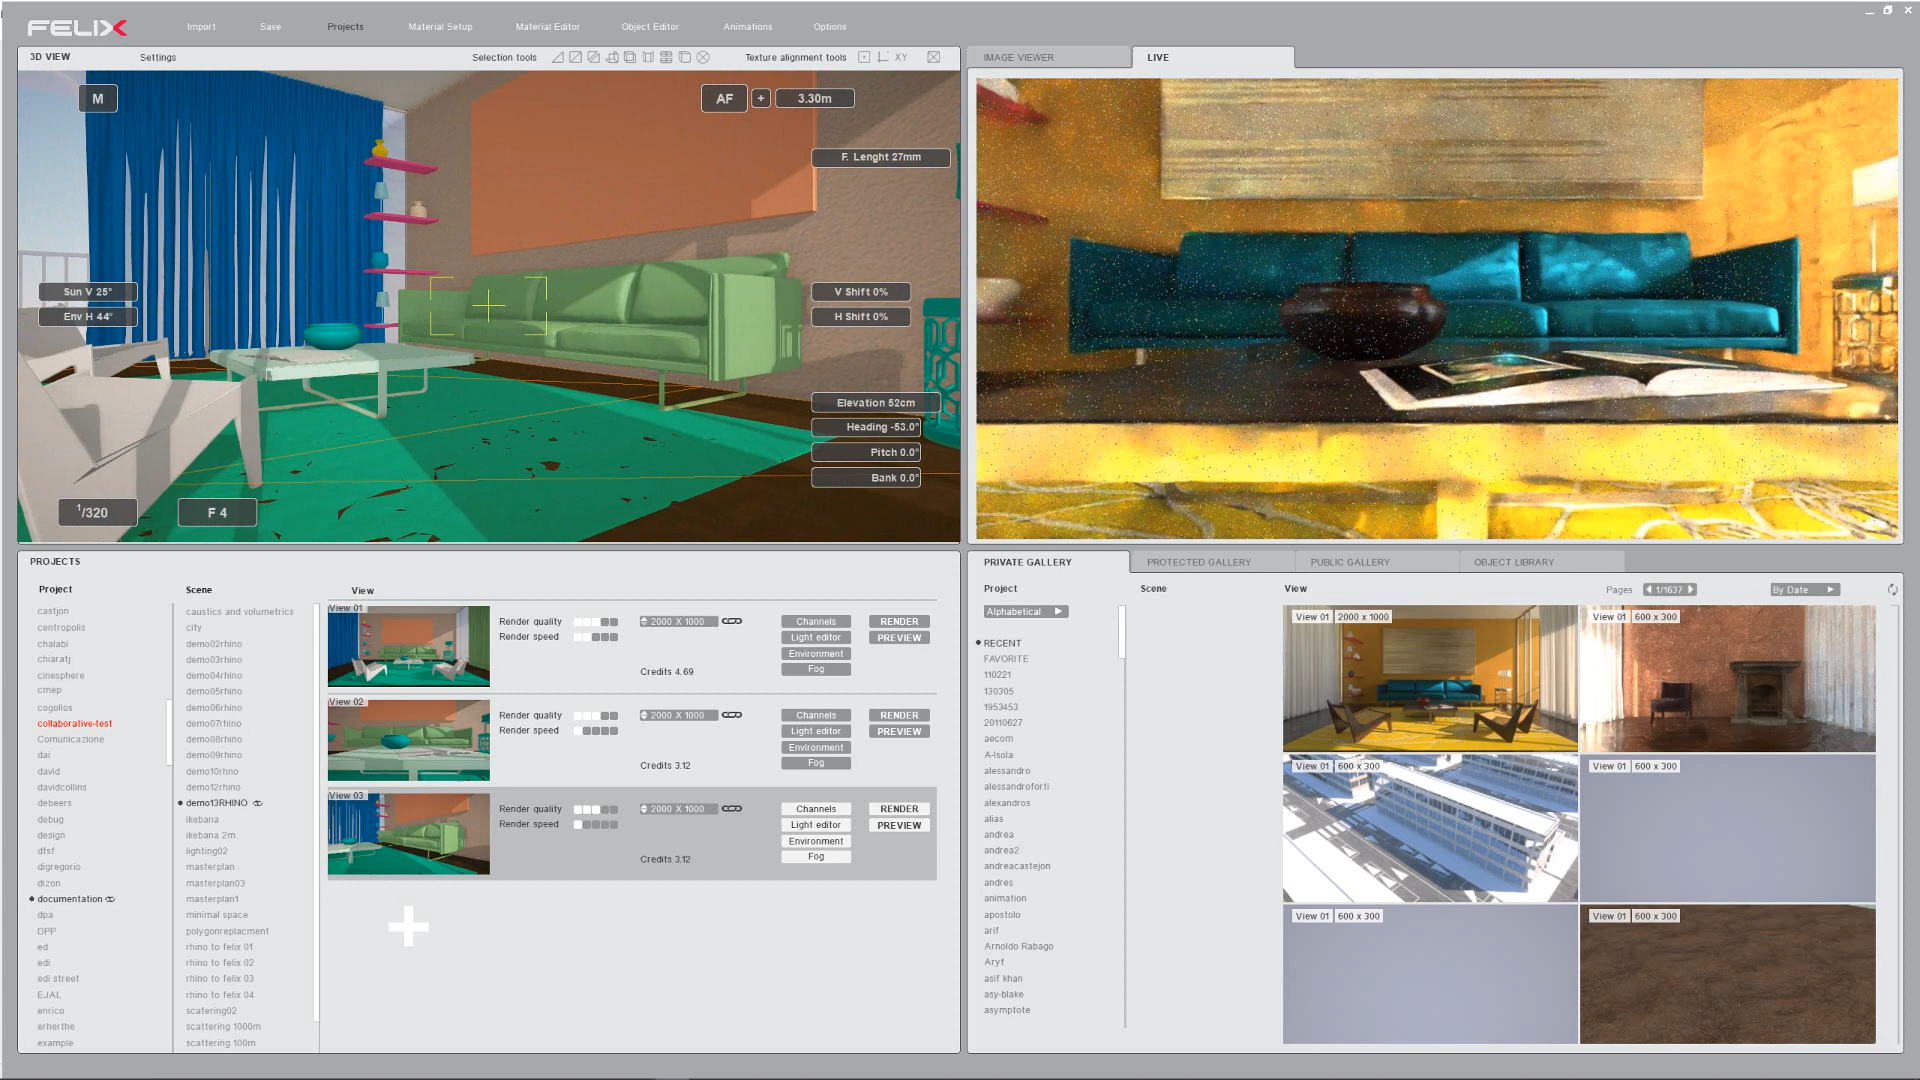 FELIX
Import
Save
Projects
Material Setup
Material Editor
Object Editor
Animations
Options
3D VIEW
Settings
Selection tools
Texture alignment tools
XY
M
AF
+
3.30m
F. Lenght 27mm
Sun V 25°
Env H 44°
V Shift 0%
H Shift 0%
Elevation 52cm
Heading -53.0°
Pitch 0.0°
Bank 0.0°
1/320
F 4
IMAGE VIEWER
LIVE
PROJECTS
Project
castjon
centropolis
chalabi
chiaratj
cinesphere
cmep
cogollos
collaborative-test
Comunicazione
dai
david
davidcollins
debeers
debug
design
dfsf
digregorio
dizon
documentation
dpa
DPP
ed
edi
edi street
EJAL
enrico
erherthe
example
Scene
caustics and volumetrics
city
demo02rhino
demo03rhino
demo04rhino
demo05rhino
demo06rhino
demo07rhino
demo08rhino
demo09rhino
demo10rhno
demo12rhino
demo13RHINO
ikebana
ikebana 2m
lighting02
masterplan
masterplan03
masterplan1
minimal space
polygonreplacment
rhino to felix 01
rhino to felix 02
rhino to felix 03
rhino to felix 04
scatering02
scattering 1000m
scattering 100m
View
View 01
Render quality
2000 X 1000
Channels
RENDER
Render speed
Light editor
PREVIEW
Environment
Credits 4.69
Fog
View 02
Render quality
2000 X 1000
Channels
RENDER
Render speed
Light editor
PREVIEW
Environment
Credits 3.12
Fog
View 03
Render quality
2000 X 1000
Channels
RENDER
Render speed
Light editor
PREVIEW
Environment
Credits 3.12
Fog
PRIVATE GALLERY
PROTECTED GALLERY
PUBLIC GALLERY
OBJECT LIBRARY
Project
Scene
View
Pages
1/1637
By Date
Alphabetical
RECENT
FAVORITE
110221
130305
1953453
20110627
aecom
A-Isola
alessandro
alessandroforti
alexandros
alias
andrea
andrea2
andreacastejon
andres
animation
apostolo
arif
Arnoldo Rabago
Aryf
asif khan
asy-blake
asymptote
View 01 2000 x 1000
View 01 600 x 300
View 01 600 x 300
View 01 600 x 300
View 01 600 x 300
View 01 600 x 300